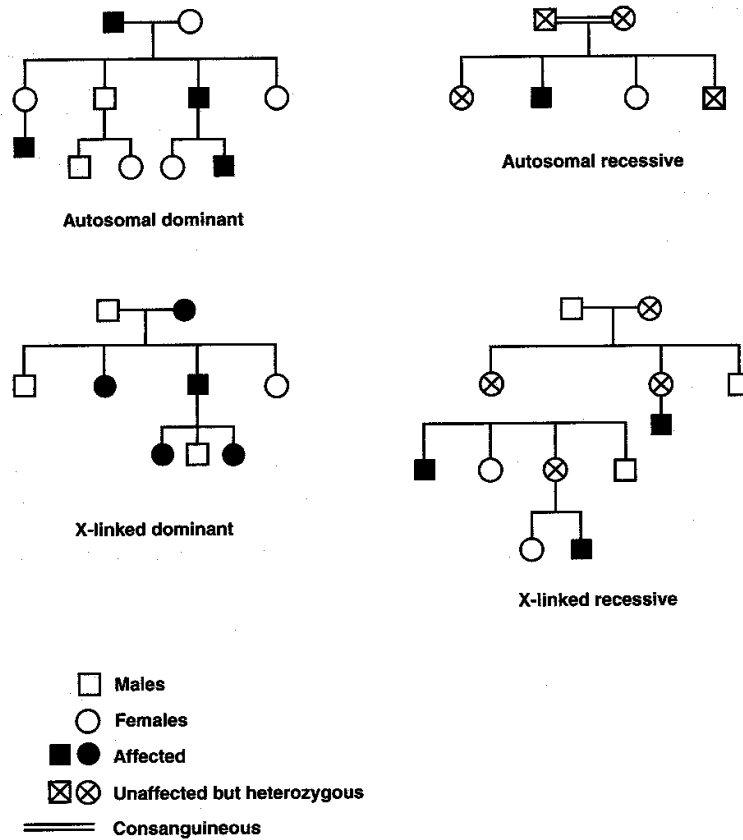 Autosomal dominant
Autosomal recessive
X-linked dominant
X-linked recessive
Males
Females
Affected
Unaffected but heterozygous
Consanguineous